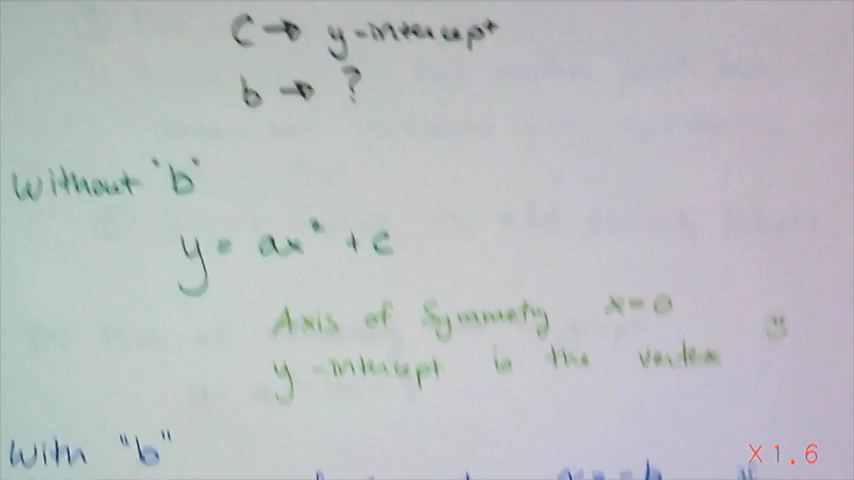 C → y-intercept
b → ?
Without "b"
y = ax² + c
Axis of Symmetry x=0
y-intercept is the vertex
With "b"
X1.6